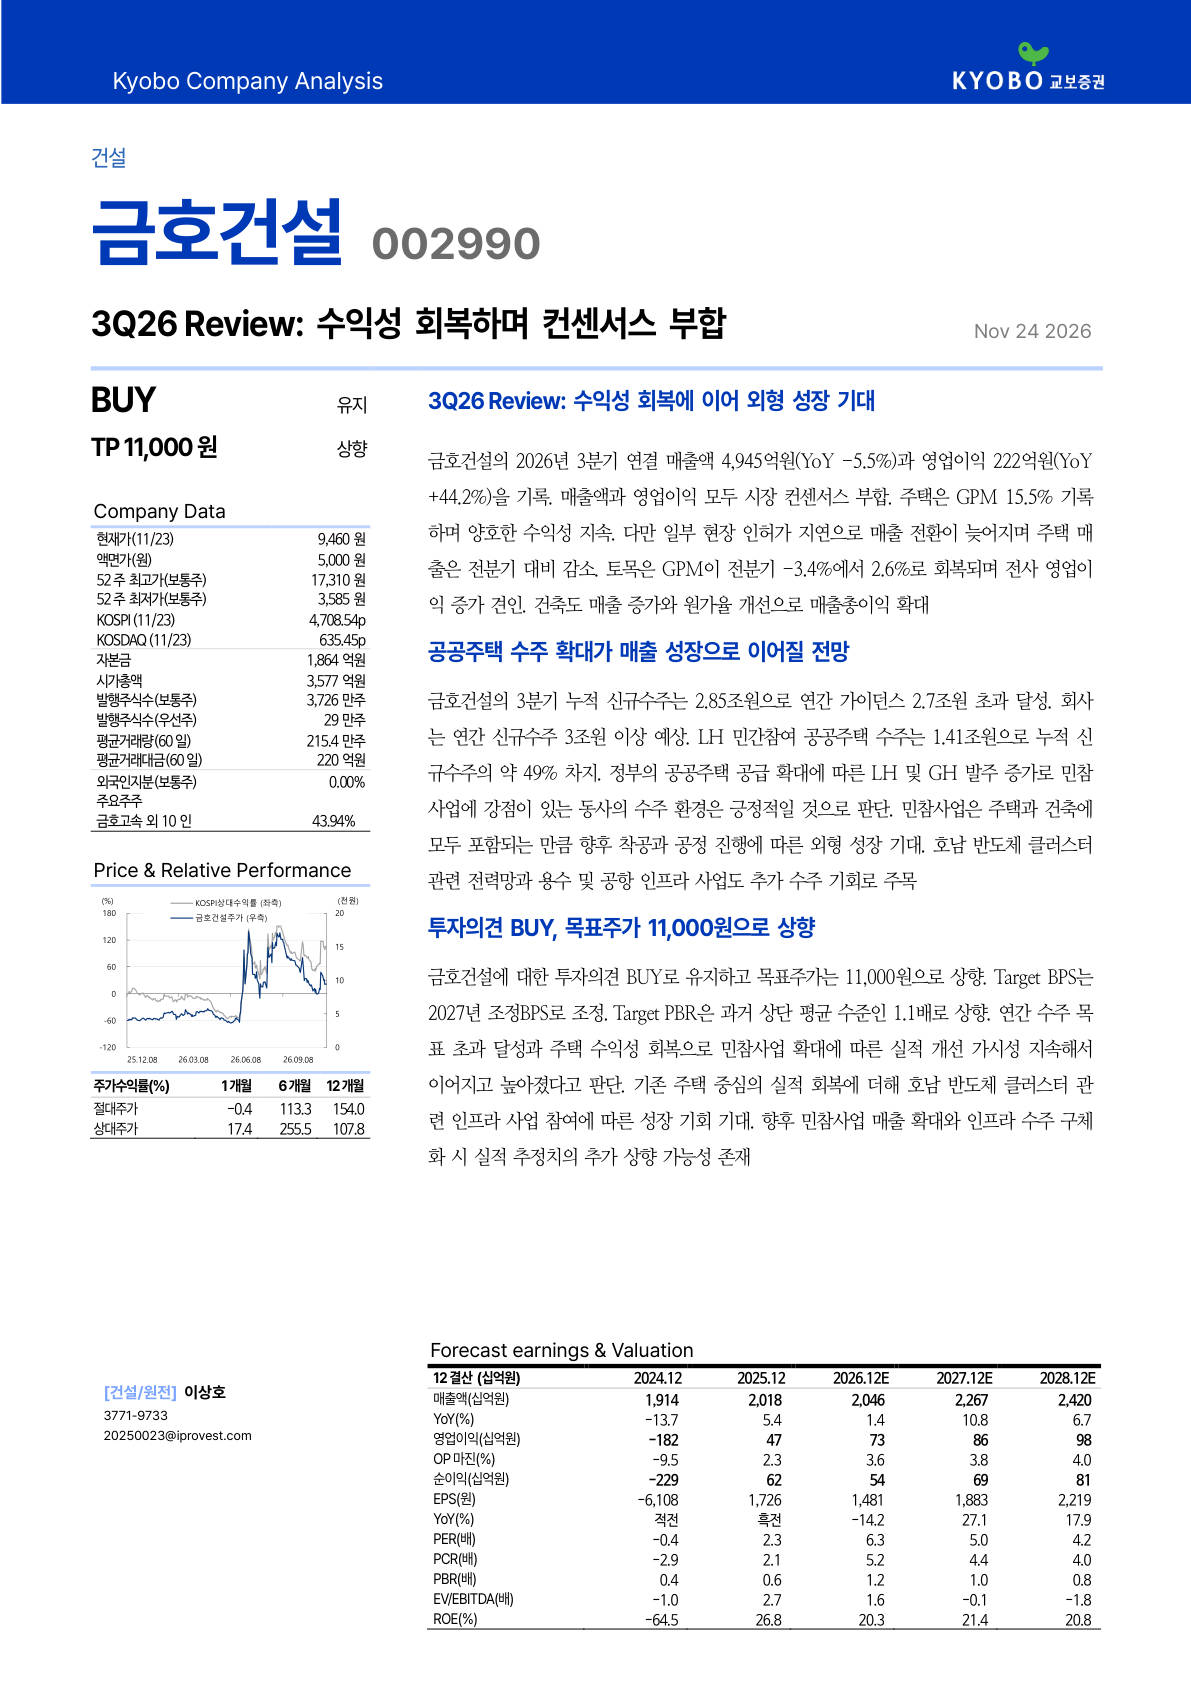 Kyobo Company Analysis
KYOBO 교보증권
건설
금호건설 002990
3Q26 Review: 수익성 회복하며 컨센서스 부합
Nov 24 2026
BUY 유지
TP 11,000 원 상향
Company Data
현재가(11/23) 9,460 원
액면가(원) 5,000 원
52 주 최고가(보통주) 17,310 원
52 주 최저가(보통주) 3,585 원
KOSPI (11/23) 4,708.54p
KOSDAQ (11/23) 635.45p
자본금 1,864 억원
시가총액 3,577 억원
발행주식수(보통주) 3,726 만주
발행주식수(우선주) 29 만주
평균거래량(60 일) 215.4 만주
평균거래대금(60 일) 220 억원
외국인지분(보통주) 0.00%
주요주주
금호고속 외 10 인 43.94%
Price & Relative Performance
(%) KOSPI상대수익률 (좌측) (천원)
180 금호건설주가 (우측) 20
120 15
60 10
0
-60 5
-120 0
25.12.08 26.03.08 26.06.08 26.09.08
주가수익률(%) 1개월 6개월 12개월
절대주가 -0.4 113.3 154.0
상대주가 17.4 255.5 107.8
[건설/원전] 이상호
3771-9733
20250023@iprovest.com
3Q26 Review: 수익성 회복에 이어 외형 성장 기대
금호건설의 2026년 3분기 연결 매출액 4,945억원(YoY -5.5%)과 영업이익 222억원(YoY
+44.2%)을 기록. 매출액과 영업이익 모두 시장 컨센서스 부합. 주택은 GPM 15.5% 기록
하며 양호한 수익성 지속. 다만 일부 현장 인허가 지연으로 매출 전환이 늦어지며 주택 매
출은 전분기 대비 감소. 토목은 GPM이 전분기 -3.4%에서 2.6%로 회복되며 전사 영업이
익 증가 견인. 건축도 매출 증가와 원가율 개선으로 매출총이익 확대
공공주택 수주 확대가 매출 성장으로 이어질 전망
금호건설의 3분기 누적 신규수주는 2.85조원으로 연간 가이던스 2.7조원 초과 달성. 회사
는 연간 신규수주 3조원 이상 예상. LH 민간참여 공공주택 수주는 1.41조원으로 누적 신
규수주의 약 49% 차지. 정부의 공공주택 공급 확대에 따른 LH 및 GH 발주 증가로 민참
사업에 강점이 있는 동사의 수주 환경은 긍정적일 것으로 판단. 민참사업은 주택과 건축에
모두 포함되는 만큼 향후 착공과 공정 진행에 따른 외형 성장 기대. 호남 반도체 클러스터
관련 전력망과 용수 및 공항 인프라 사업도 추가 수주 기회로 주목
투자의견 BUY, 목표주가 11,000원으로 상향
금호건설에 대한 투자의견 BUY로 유지하고 목표주가는 11,000원으로 상향. Target BPS는
2027년 조정BPS로 조정. Target PBR은 과거 상단 평균 수준인 1.1배로 상향. 연간 수주 목
표 초과 달성과 주택 수익성 회복으로 민참사업 확대에 따른 실적 개선 가시성 지속해서
이어지고 높아졌다고 판단. 기존 주택 중심의 실적 회복에 더해 호남 반도체 클러스터 관
련 인프라 사업 참여에 따른 성장 기회 기대. 향후 민참사업 매출 확대와 인프라 수주 구체
화 시 실적 추정치의 추가 상향 가능성 존재
Forecast earnings & Valuation
12 결산 (십억원) 2024.12 2025.12 2026.12E 2027.12E 2028.12E
매출액(십억원) 1,914 2,018 2,046 2,267 2,420
YoY(%) -13.7 5.4 1.4 10.8 6.7
영업이익(십억원) -182 47 73 86 98
OP 마진(%) -9.5 2.3 3.6 3.8 4.0
순이익(십억원) -229 62 54 69 81
EPS(원) -6,108 1,726 1,481 1,883 2,219
YoY(%) 적전 흑전 -14.2 27.1 17.9
PER(배) -0.4 2.3 6.3 5.0 4.2
PCR(배) -2.9 2.1 5.2 4.4 4.0
PBR(배) 0.4 0.6 1.2 1.0 0.8
EV/EBITDA(배) -1.0 2.7 1.6 -0.1 -1.8
ROE(%) -64.5 26.8 20.3 21.4 20.8